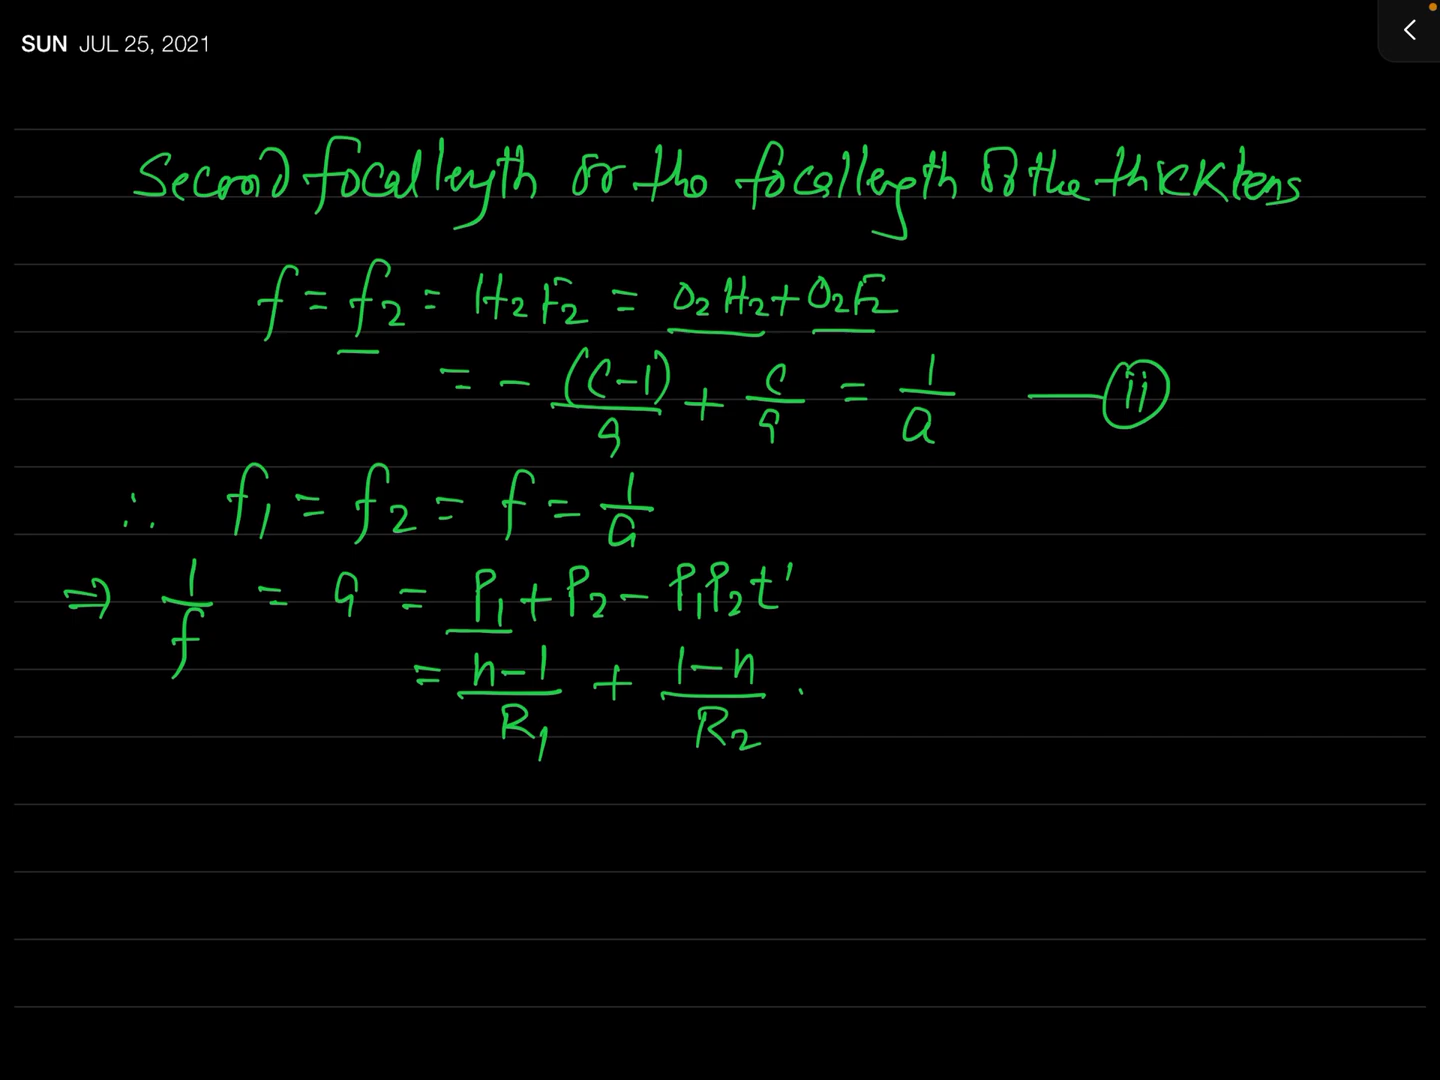 SUN JUL 25, 2021
Second focal length or the focal length of the thick lens
f = f₂ = H₂F₂ = O₂H₂ + O₂F₂
= - (c-1)/a + c/a = 1/a —— (ii)
∴ f₁ = f₂ = f = 1/a
⇒ 1/f = a = P₁ + P₂ - P₁P₂t'
= n-1/R₁ + 1-n/R₂ .